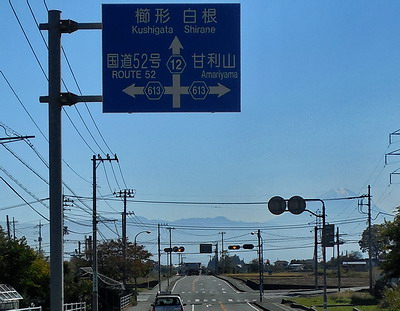 櫛形 白根
Kushigata Shirane
国道52号 12 甘利山
ROUTE 52 Amariyama
613 613